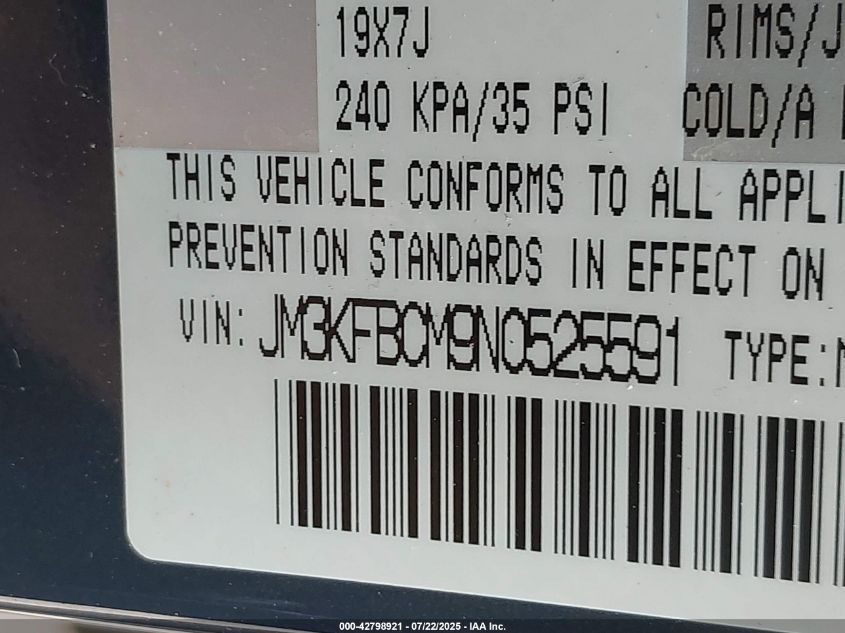 19X7J RIMS/J
240 KPA/35 PSI COLD/A
THIS VEHICLE CONFORMS TO ALL APPLI
PREVENTION STANDARDS IN EFFECT ON
VIN: JM3KFBCM9N0525591 TYPE:M
000-42798921 - 07/22/2025 - IAA Inc.